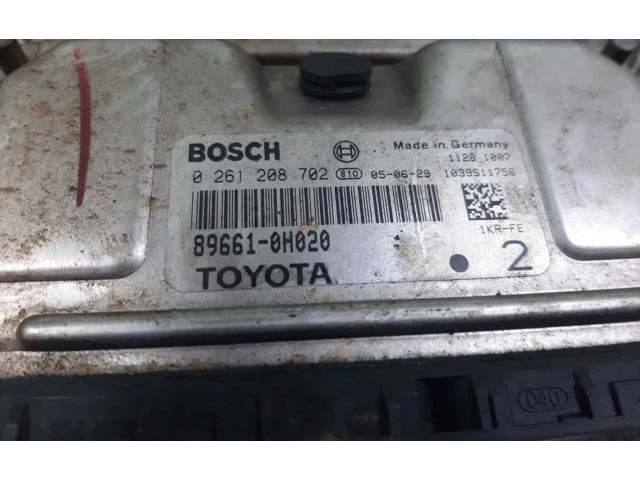 BOSCH Made in Germany
1128 1007
0 261 208 702 810 05-06-29 1039S11756
89661-0H020 1KR-FE
TOYOTA 2
040